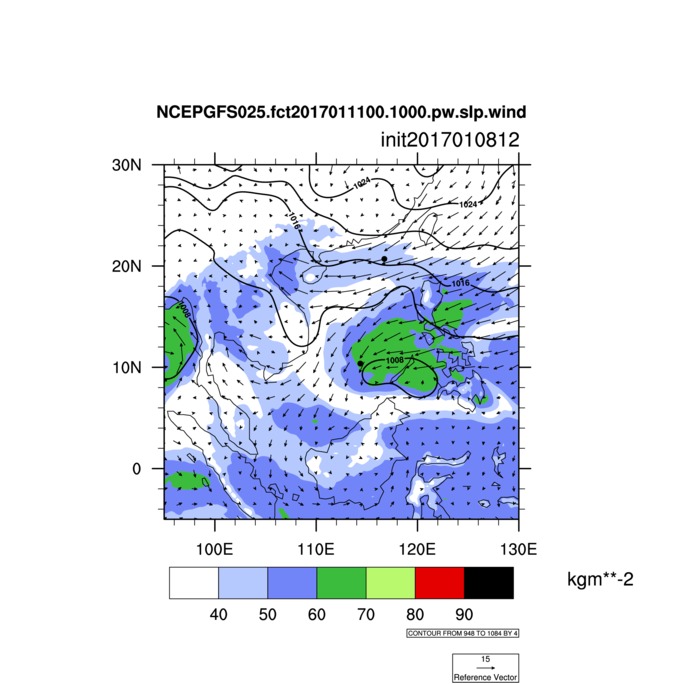 NCEPGFS025.fct2017011100.1000.pw.slp.wind
init2017010812
30N
20N
10N
0
1024
1024
1016
1016
1008
1008
100E 110E 120E 130E
kgm**-2
40 50 60 70 80 90
CONTOUR FROM 948 TO 1084 BY 4
15
Reference Vector